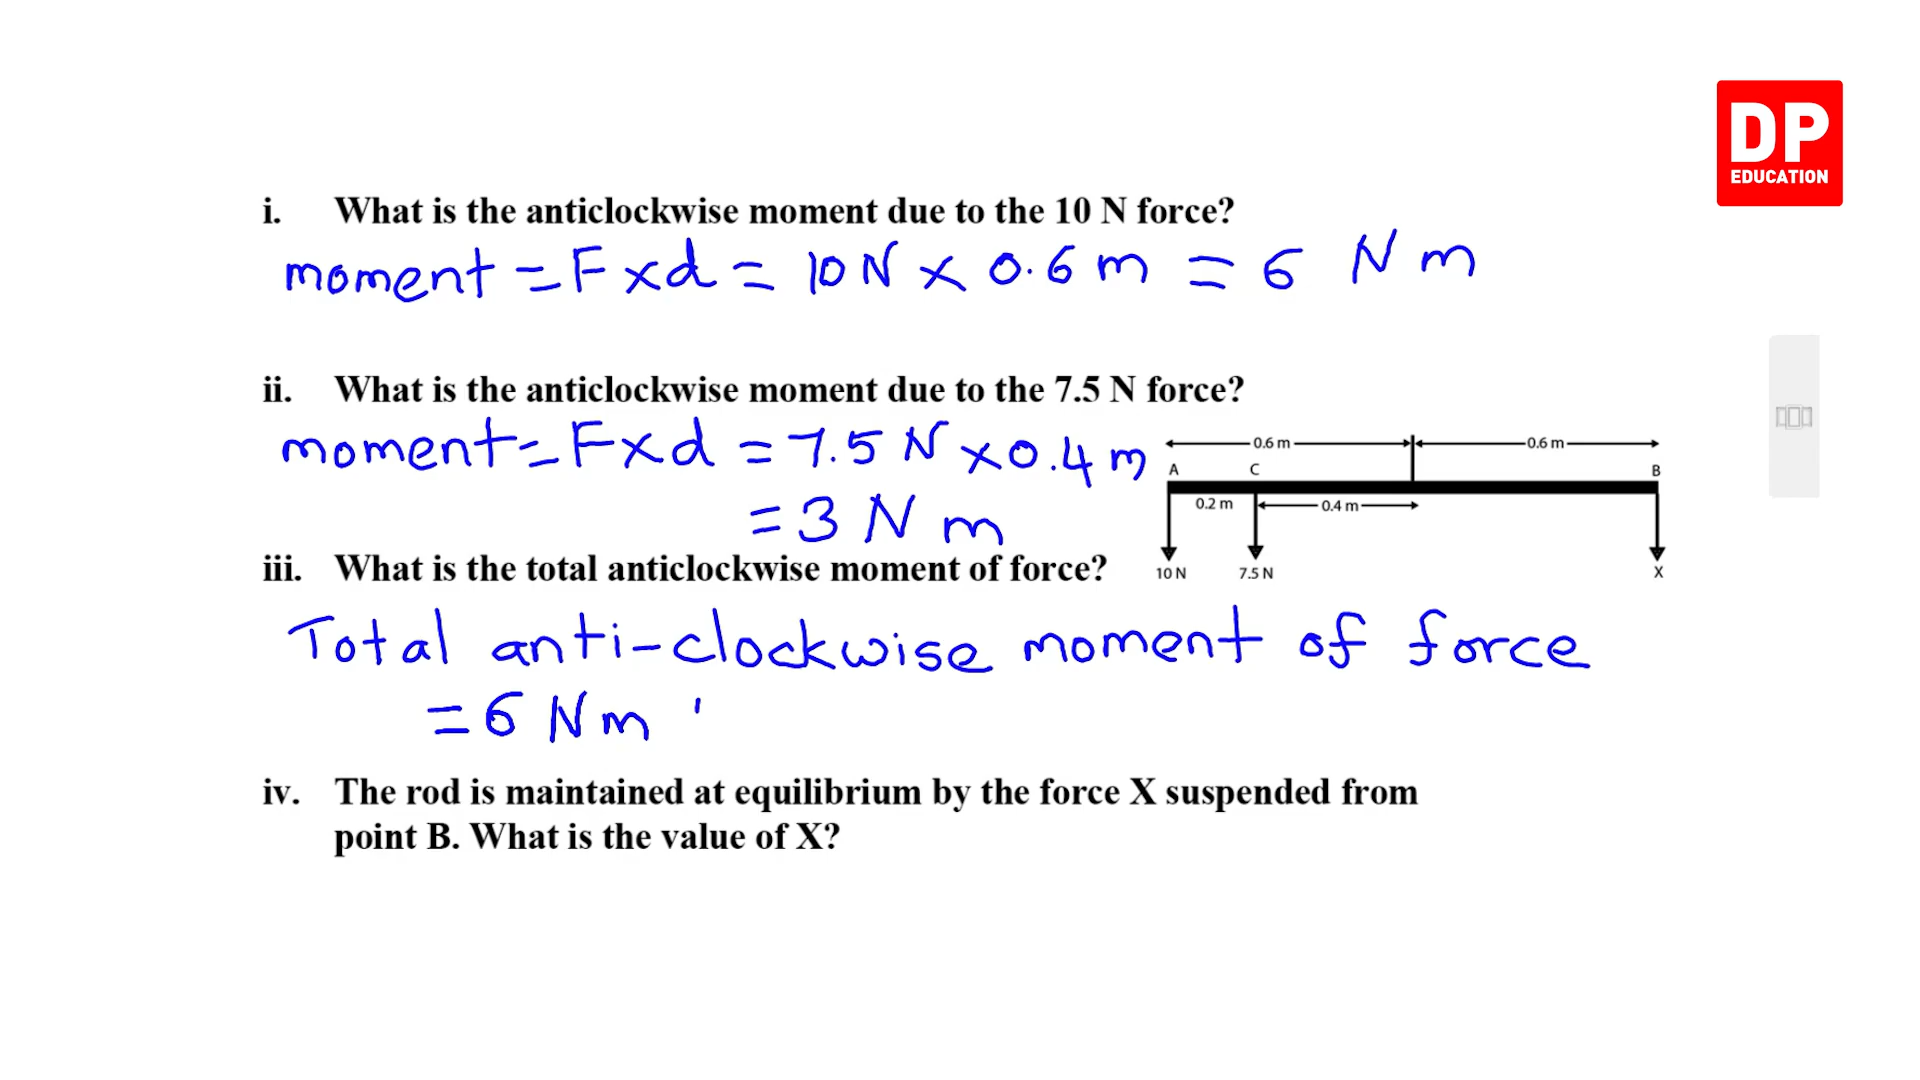 DP
EDUCATION
i. What is the anticlockwise moment due to the 10 N force?
moment = F x d = 10 N x 0.6 m = 6 N m
ii. What is the anticlockwise moment due to the 7.5 N force?
moment = F x d = 7.5 N x 0.4 m
= 3 N m
0.6 m 0.6 m
A C B
0.2 m 0.4 m
10 N 7.5 N X
iii. What is the total anticlockwise moment of force?
Total anti-clockwise moment of force
= 6 Nm
iv. The rod is maintained at equilibrium by the force X suspended from
point B. What is the value of X?